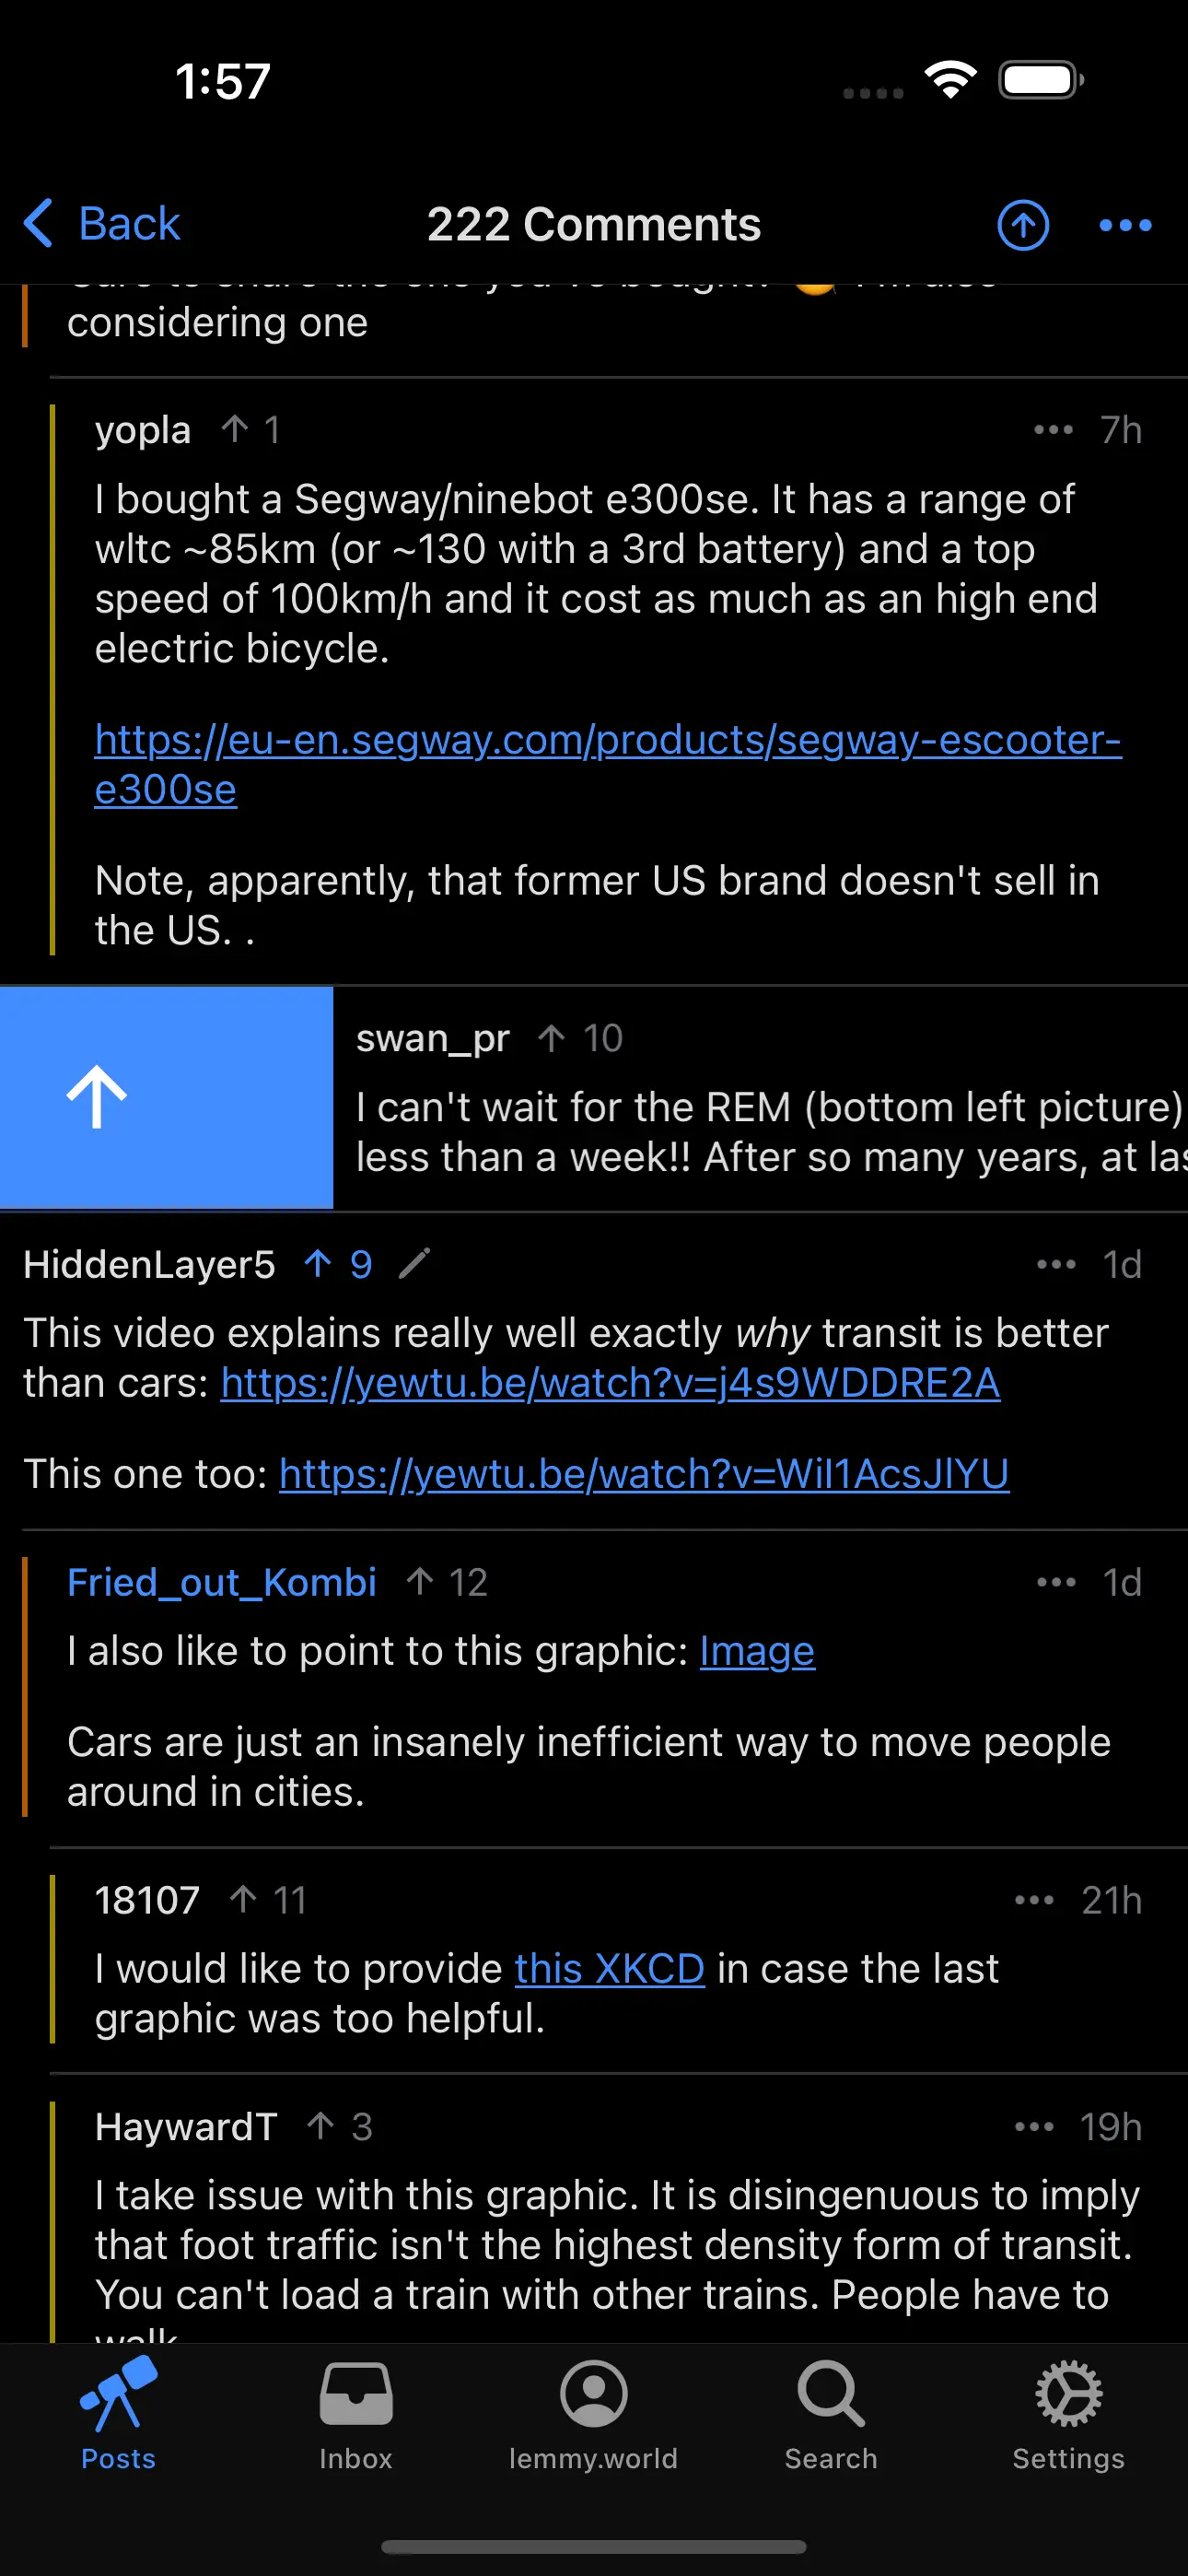 1:57
Back
222 Comments
considering one
yopla 1
7h
I bought a Segway/ninebot e300se. It has a range of
wltc ~85km (or ~130 with a 3rd battery) and a top
speed of 100km/h and it cost as much as an high end
electric bicycle.
https://eu-en.segway.com/products/segway-escooter-
e300se
Note, apparently, that former US brand doesn't sell in
the US. .
swan_pr 10
I can't wait for the REM (bottom left picture)
less than a week!! After so many years, at las
HiddenLayer5 9
1d
This video explains really well exactly why transit is better
than cars: https://yewtu.be/watch?v=j4s9WDDRE2A
This one too: https://yewtu.be/watch?v=WiI1AcsJlYU
Fried_out_Kombi 12
1d
I also like to point to this graphic: Image
Cars are just an insanely inefficient way to move people
around in cities.
18107 11
21h
I would like to provide this XKCD in case the last
graphic was too helpful.
HaywardT 3
19h
I take issue with this graphic. It is disingenuous to imply
that foot traffic isn't the highest density form of transit.
You can't load a train with other trains. People have to
walk
Posts
Inbox
lemmy.world
Search
Settings